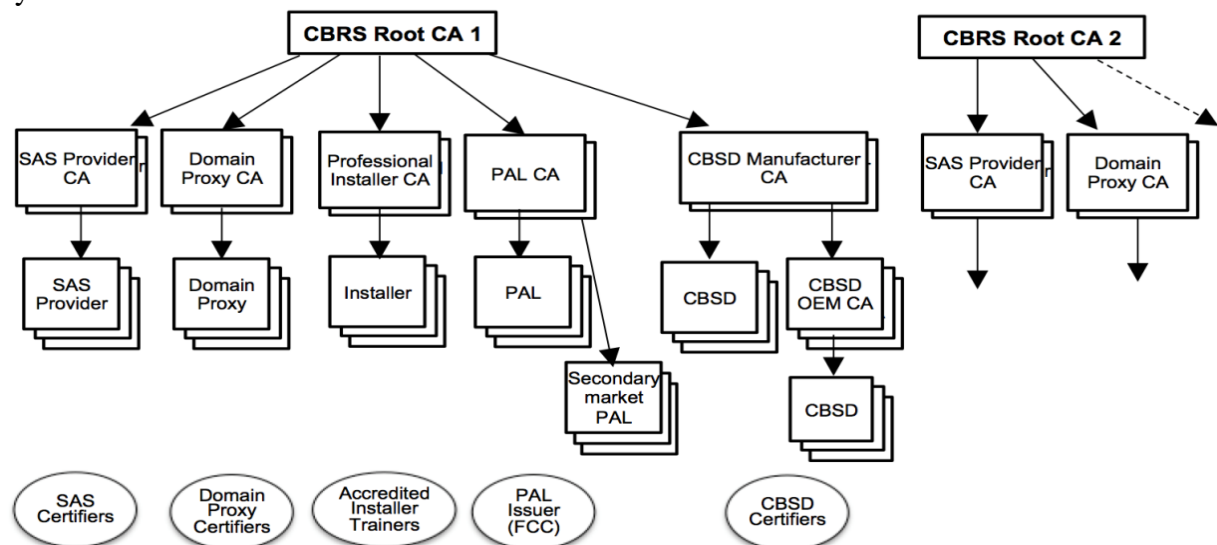 y
CBRS Root CA 1
CBRS Root CA 2
SAS Provider
CA
Domain
Proxy CA
Professional
Installer CA
PAL CA
CBSD Manufacturer
CA
SAS Provider
CA
Domain
Proxy CA
SAS
Provider
Domain
Proxy
Installer
PAL
CBSD
CBSD
OEM CA
Secondary
market
PAL
CBSD
SAS
Certifiers
Domain
Proxy
Certifiers
Accredited
Installer
Trainers
PAL
Issuer
(FCC)
CBSD
Certifiers